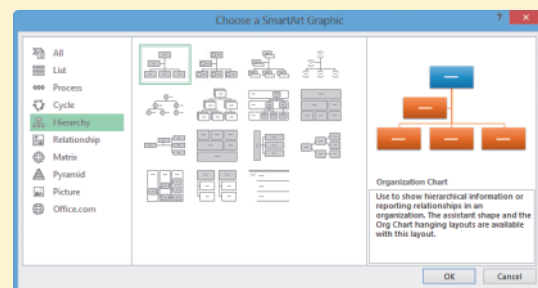 Choose a SmartArt Graphic
?
All
List
Process
Cycle
Hierarchy
Relationship
Matrix
Pyramid
Picture
Office.com
Organization Chart
Use to show hierarchical information or
reporting relationships in an
organization. The assistant shape and the
Org Chart hanging layouts are available
with this layout.
OK
Cancel